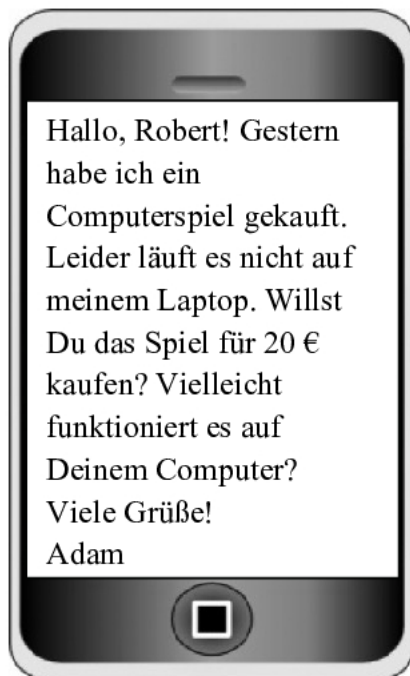 Hallo, Robert! Gestern
habe ich ein
Computerspiel gekauft.
Leider läuft es nicht auf
meinem Laptop. Willst
Du das Spiel für 20 €
kaufen? Vielleicht
funktioniert es auf
Deinem Computer?
Viele Grüße!
Adam